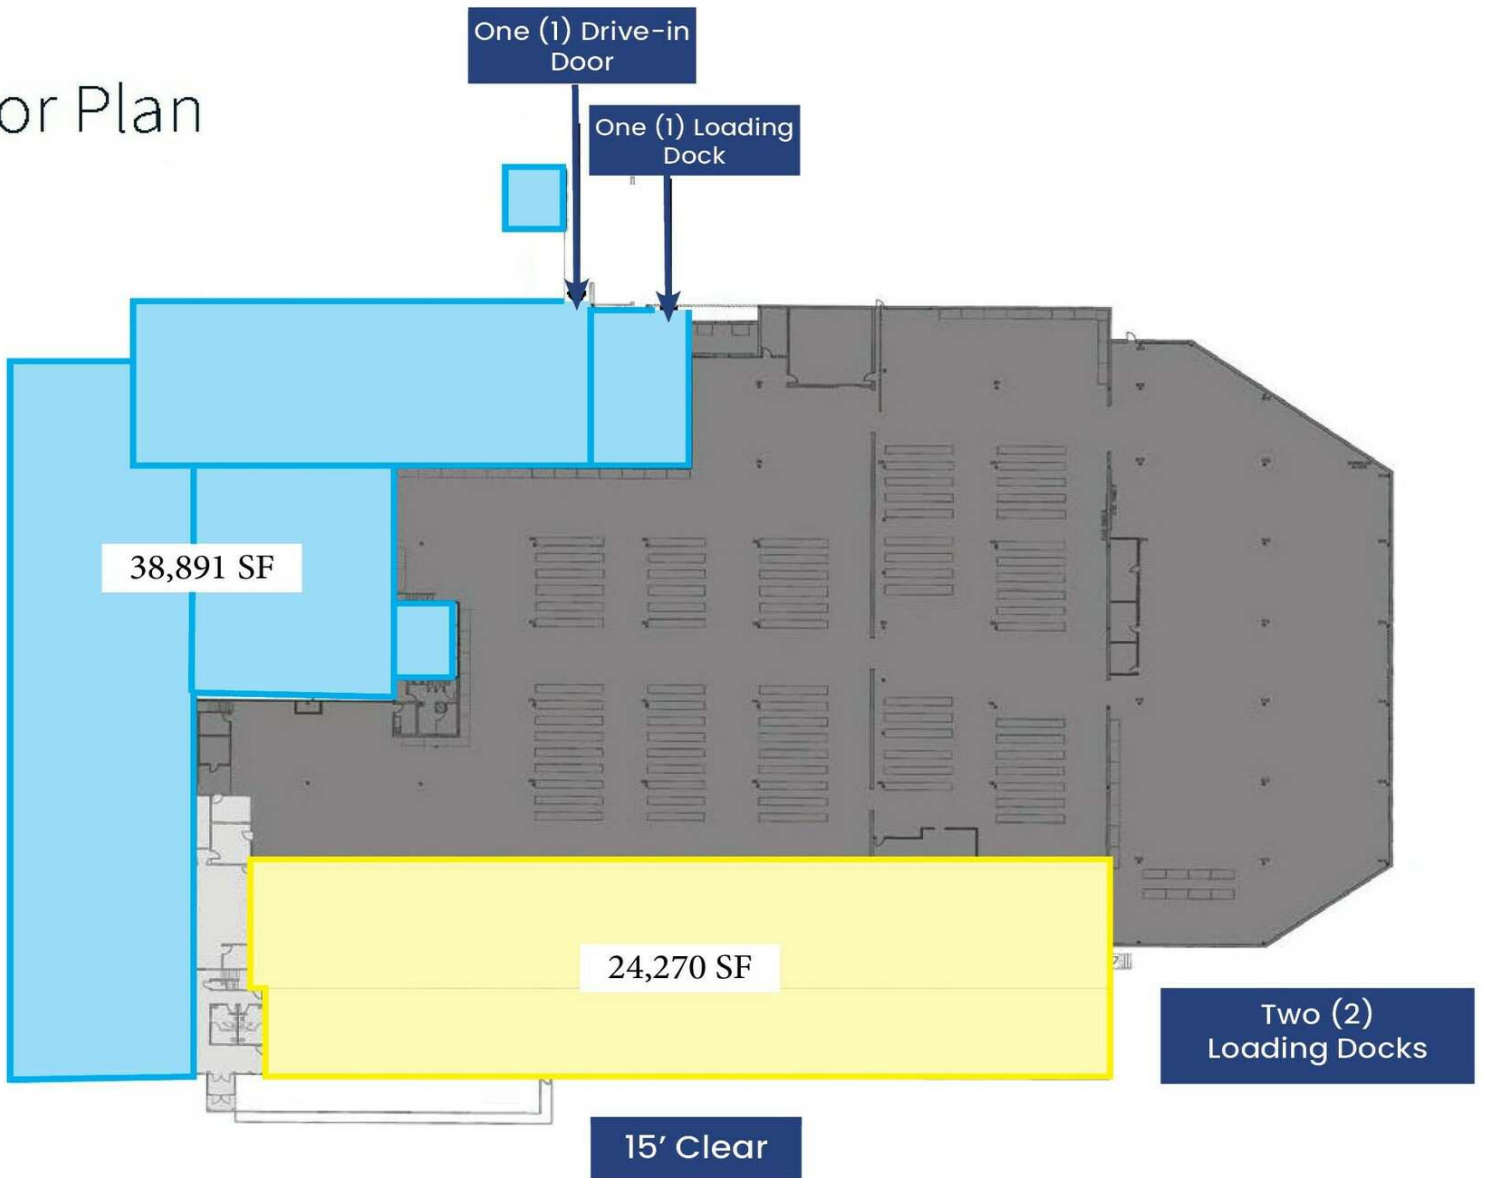 One (1) Drive-in
Door
or Plan
One (1) Loading
Dock
38,891 SF
24,270 SF
Two (2)
Loading Docks
15’ Clear